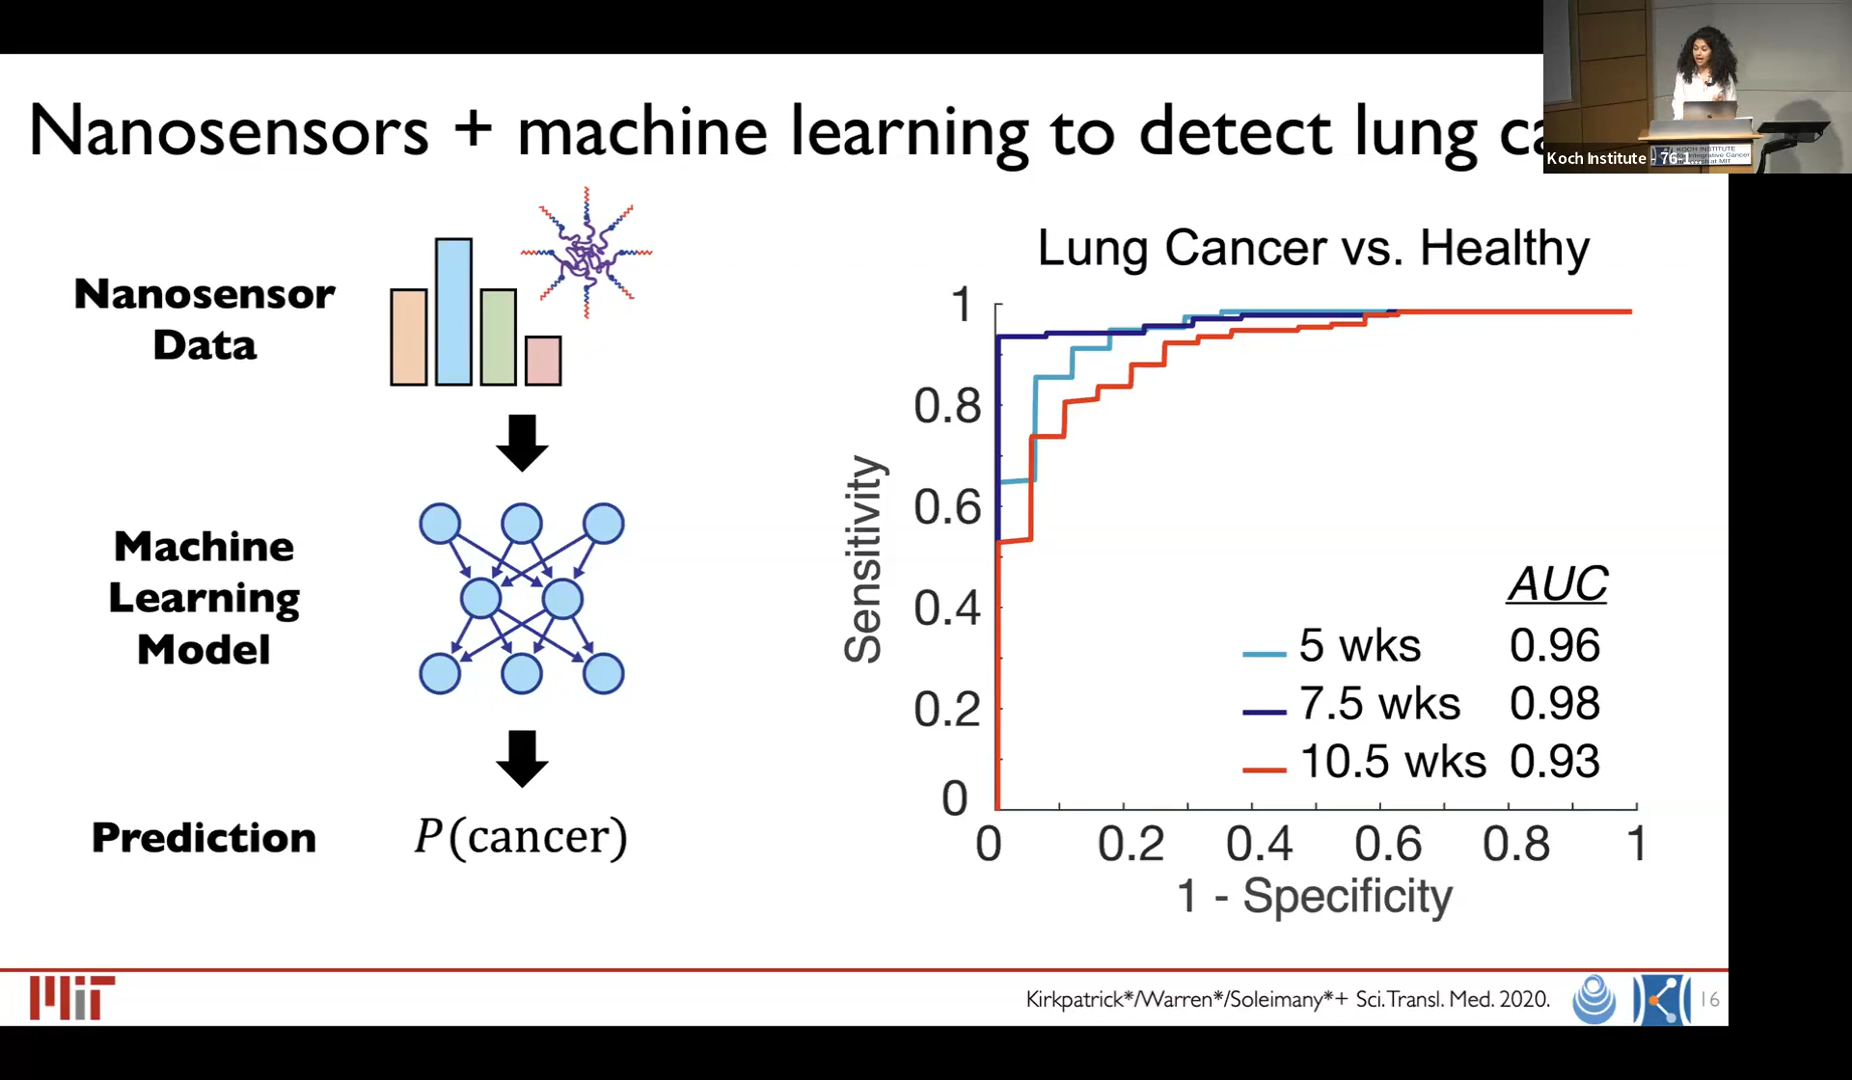 Nanosensors + machine learning to detect lung
Koch Institute - 76
KOCH INSTITUTE
Nanosensor
Data
Machine
Learning
Model
Prediction
P(cancer)
Lung Cancer vs. Healthy
1
0.8
0.6
0.4
0.2
0
Sensitivity
AUC
5 wks 0.96
7.5 wks 0.98
10.5 wks 0.93
0 0.2 0.4 0.6 0.8 1
1 - Specificity
MIT
Kirkpatrick*/Warren*/Soleimany*+ Sci. Transl. Med. 2020.
16